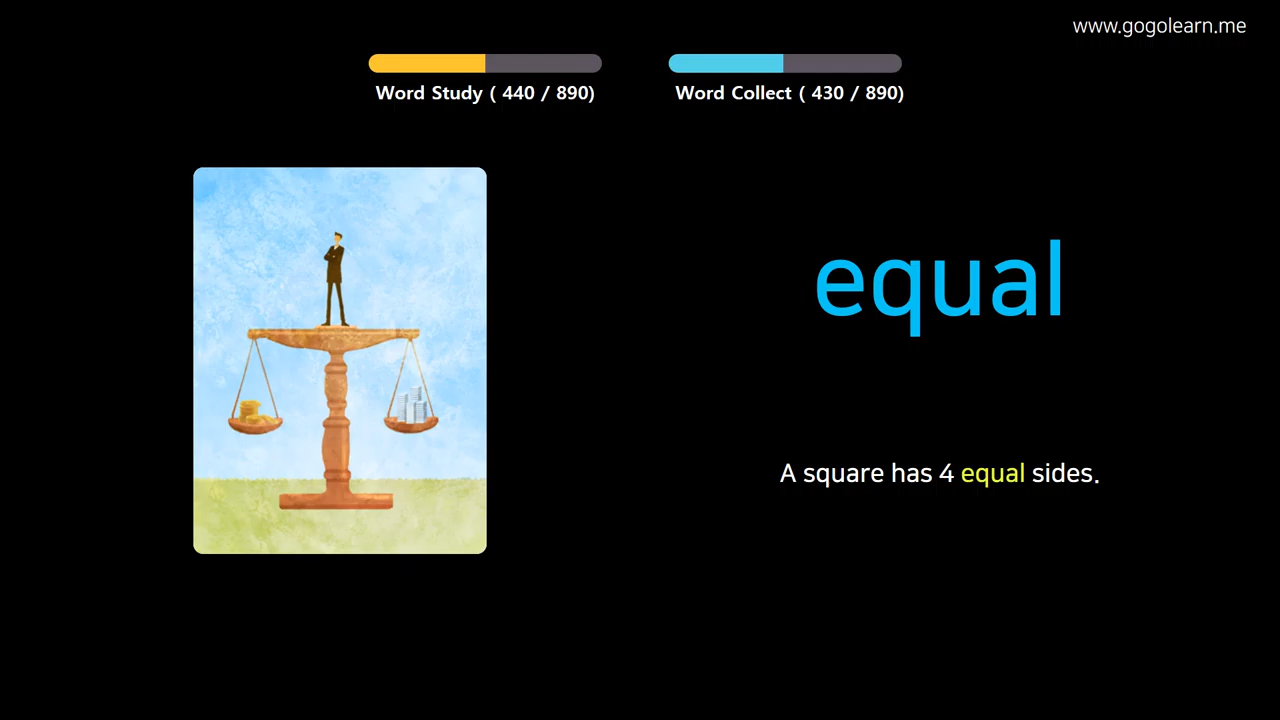 www.gogolearn.me
Word Study ( 440 / 890)
Word Collect ( 430 / 890)
equal
A square has 4 equal sides.